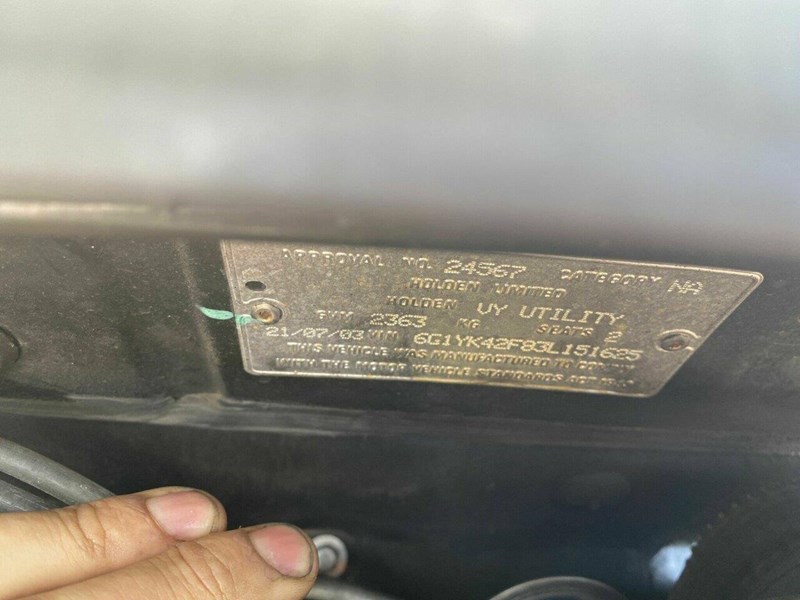 APPROVAL NO. 24567 CATEGORY NA
HOLDEN LIMITED
HOLDEN VY UTILITY
GVM 2363 KG SEATS 2
21/07/03 VIN 6G1YK42F83L151625
THIS VEHICLE WAS MANUFACTURED TO COMPLY
WITH THE MOTOR VEHICLE STANDARDS ACT